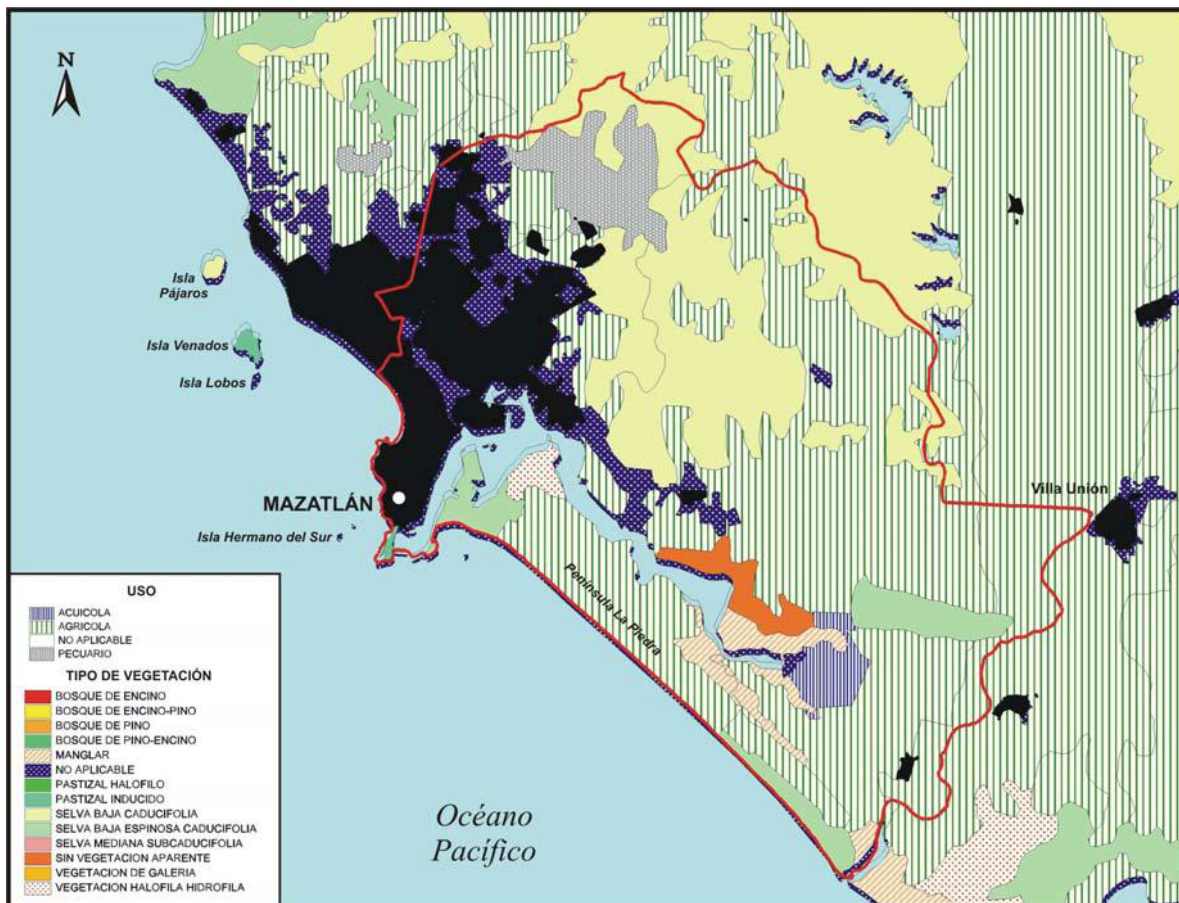 N
Isla
Pájaros
Isla Venados
Isla Lobos
MAZATLÁN
Isla Hermano del Sur
Villa Unión
Península La Piedra
Océano
Pacífico
USO
ACUICOLA
AGRICOLA
NO APLICABLE
PECUARIO
TIPO DE VEGETACIÓN
BOSQUE DE ENCINO
BOSQUE DE ENCINO-PINO
BOSQUE DE PINO
BOSQUE DE PINO-ENCINO
MANGLAR
NO APLICABLE
PASTIZAL HALOFILO
PASTIZAL INDUCIDO
SELVA BAJA CADUCIFOLIA
SELVA BAJA ESPINOSA CADUCIFOLIA
SELVA MEDIANA SUBCADUCIFOLIA
SIN VEGETACION APARENTE
VEGETACION DE GALERIA
VEGETACION HALOFILA HIDROFILA